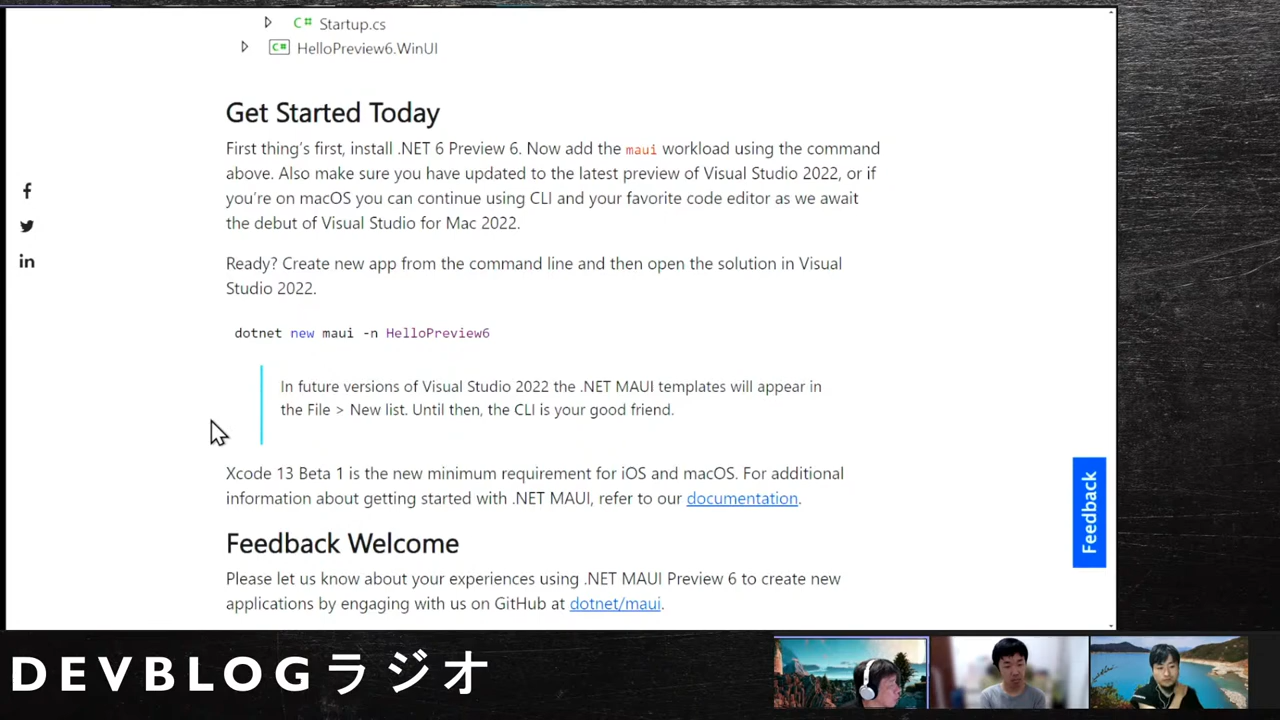 C# Startup.cs
C# HelloPreview6.WinUI
Get Started Today
First thing's first, install .NET 6 Preview 6. Now add the maui workload using the command
above. Also make sure you have updated to the latest preview of Visual Studio 2022, or if
you're on macOS you can continue using CLI and your favorite code editor as we await
the debut of Visual Studio for Mac 2022.
Ready? Create new app from the command line and then open the solution in Visual
Studio 2022.
dotnet new maui -n HelloPreview6
In future versions of Visual Studio 2022 the .NET MAUI templates will appear in
the File > New list. Until then, the CLI is your good friend.
Xcode 13 Beta 1 is the new minimum requirement for iOS and macOS. For additional
information about getting started with .NET MAUI, refer to our documentation.
Feedback Welcome
Please let us know about your experiences using .NET MAUI Preview 6 to create new
applications by engaging with us on GitHub at dotnet/maui.
Feedback
DEVBLOGラジオ